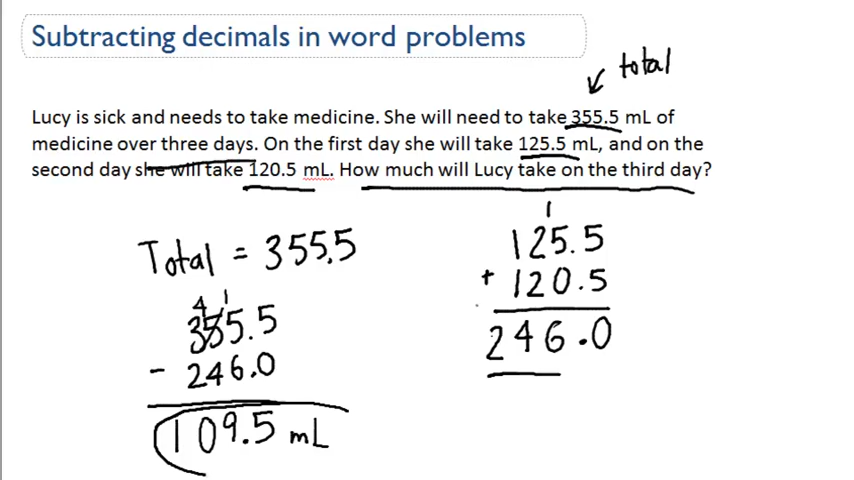 Subtracting decimals in word problems
total
Lucy is sick and needs to take medicine. She will need to take 355.5 mL of
medicine over three days. On the first day she will take 125.5 mL, and on the
second day she will take 120.5 mL. How much will Lucy take on the third day?
Total = 355.5
4 1
355.5
- 246.0
109.5 mL
1
125.5
+ 120.5
246.0